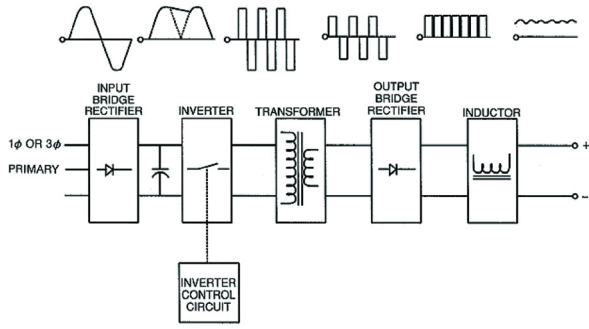 INPUT
BRIDGE
RECTIFIER
INVERTER
TRANSFORMER
OUTPUT
BRIDGE
RECTIFIER
INDUCTOR
1ϕ OR 3ϕ
PRIMARY
+
−
INVERTER
CONTROL
CIRCUIT